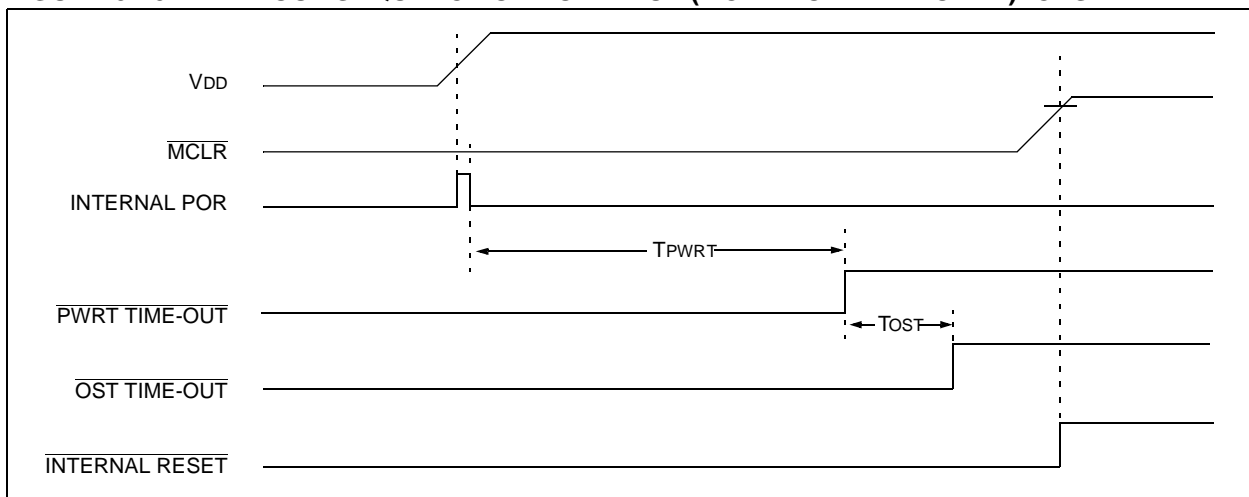 VDD
MCLR
INTERNAL POR
TPWRT
PWRT TIME-OUT
TOST
OST TIME-OUT
INTERNAL RESET